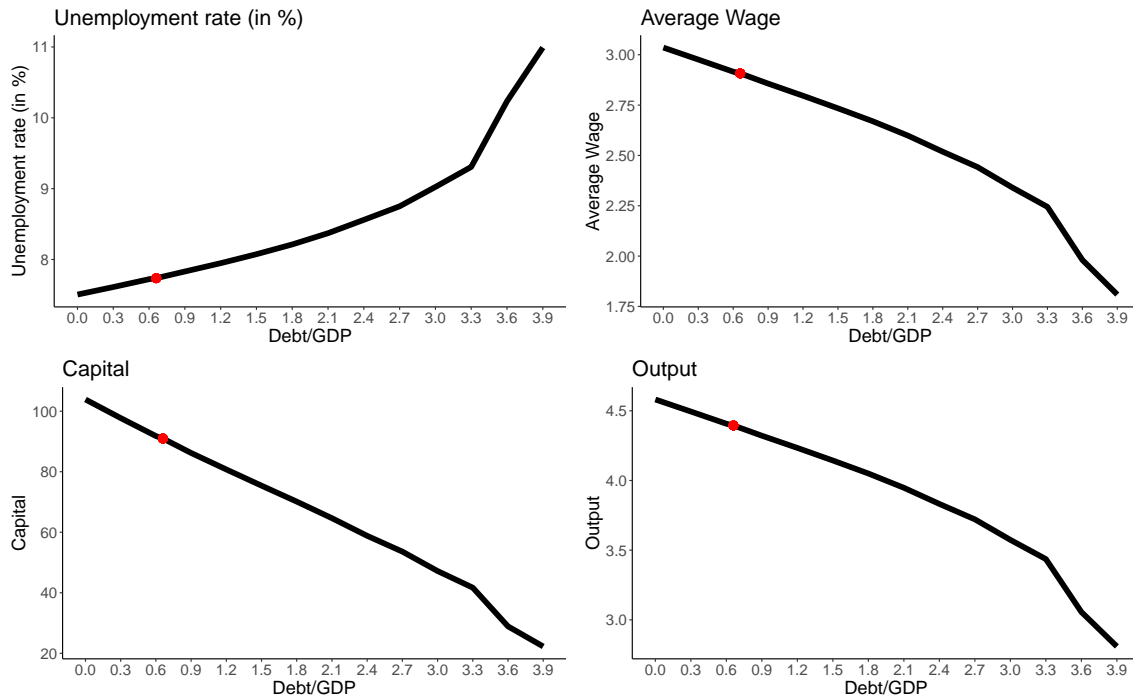 Unemployment rate (in %)
Unemployment rate (in %)
11
10
9
8
0.0 0.3 0.6 0.9 1.2 1.5 1.8 2.1 2.4 2.7 3.0 3.3 3.6 3.9
Debt/GDP
Average Wage
Average Wage
3.00
2.75
2.50
2.25
2.00
1.75
0.0 0.3 0.6 0.9 1.2 1.5 1.8 2.1 2.4 2.7 3.0 3.3 3.6 3.9
Debt/GDP
Capital
Capital
100
80
60
40
20
0.0 0.3 0.6 0.9 1.2 1.5 1.8 2.1 2.4 2.7 3.0 3.3 3.6 3.9
Debt/GDP
Output
Output
4.5
4.0
3.5
3.0
0.0 0.3 0.6 0.9 1.2 1.5 1.8 2.1 2.4 2.7 3.0 3.3 3.6 3.9
Debt/GDP